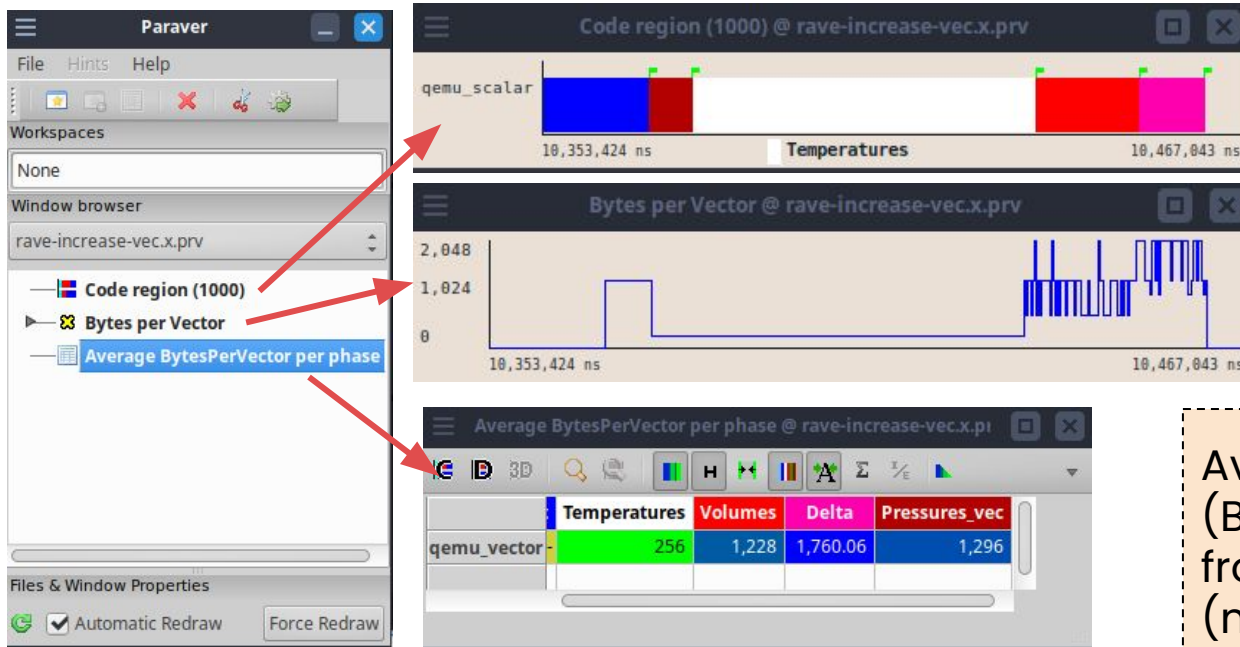 Paraver
File Hints Help
Workspaces
None
Window browser
rave-increase-vec.x.prv
Code region (1000)
Bytes per Vector
Average BytesPerVector per phase
Files & Window Properties
Automatic Redraw
Force Redraw
Code region (1000) @ rave-increase-vec.x.prv
qemu_scalar
10,353,424 ns
Temperatures
10,467,043 ns
Bytes per Vector @ rave-increase-vec.x.prv
2,048
1,024
0
10,353,424 ns
10,467,043 ns
Average BytesPerVector per phase @ rave-increase-vec.x.pr
3D H A Σ
Temperatures Volumes Delta Pressures_vec
qemu_vector 256 1,228 1,760.06 1,296